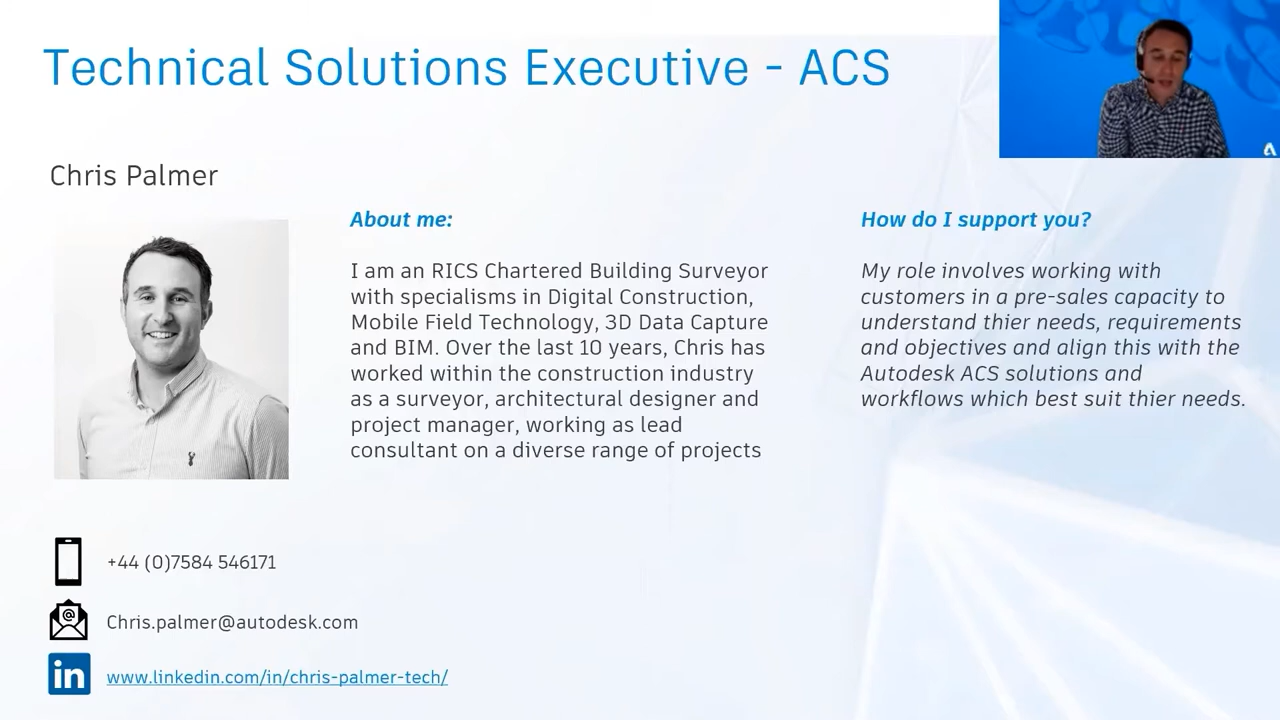 Technical Solutions Executive - ACS
Chris Palmer
About me:
I am an RICS Chartered Building Surveyor
with specialisms in Digital Construction,
Mobile Field Technology, 3D Data Capture
and BIM. Over the last 10 years, Chris has
worked within the construction industry
as a surveyor, architectural designer and
project manager, working as lead
consultant on a diverse range of projects
How do I support you?
My role involves working with
customers in a pre-sales capacity to
understand thier needs, requirements
and objectives and align this with the
Autodesk ACS solutions and
workflows which best suit thier needs.
+44 (0)7584 546171
@
Chris.palmer@autodesk.com
in
www.linkedin.com/in/chris-palmer-tech/